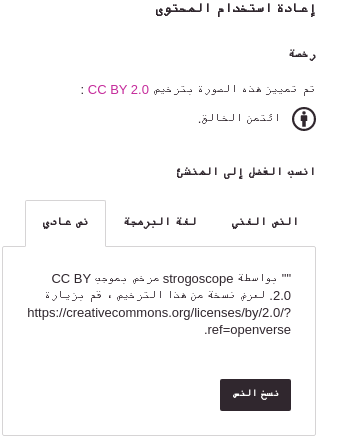 إعادة استخدام المحتوى
رخصة
تم تمييز هذه الصورة بترخيص CC BY 2.0 :
ائتمن الخالق.
انسب الفضل إلى المنشئ
النص الغني
لغة البرمجة
نص عادي
"" بواسطة strogoscope مرخص بموجب CC BY
2.0. لعرض نسخة من هذا الترخيص ، قم بزيارة
https://creativecommons.org/licenses/by/2.0/?
ref=openverse.
نسخ النص